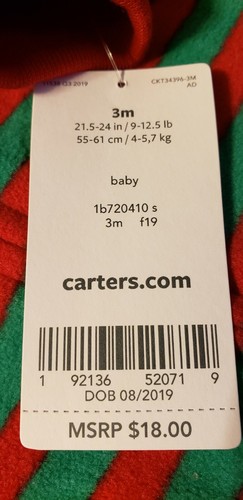 2019 CKT34396-3M
AD
3m
21.5-24 in / 9-12.5 lb
55-61 cm / 4-5,7 kg
baby
1b720410 s
3m f19
carters.com
1 92136 52071 9
DOB 08/2019
MSRP $18.00